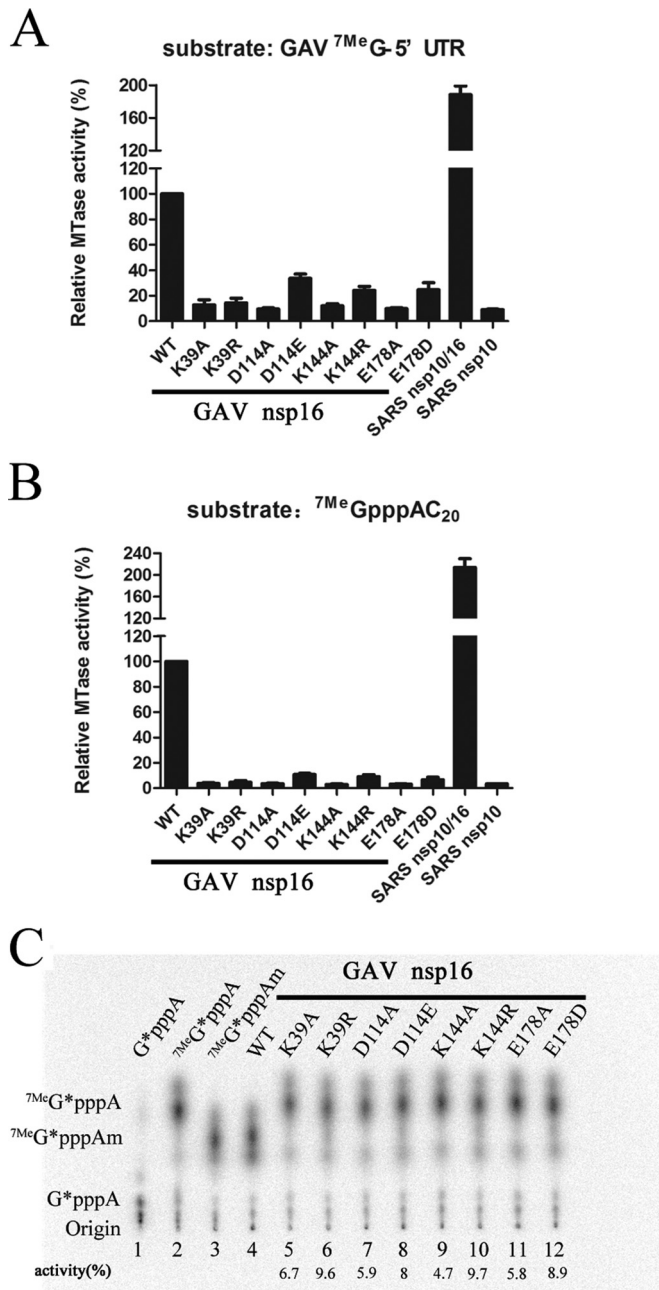 A
substrate: GAV 7MeG-5' UTR
Relative MTase activity (%)
200
160
120
120
100
80
60
40
20
0
WT K39A K39R D114A D114E K144A K144R E178A E178D SARS nsp10/16 SARS nsp10
GAV nsp16
B
substrate: 7MeGpppAC20
Relative MTase activity (%)
240
200
160
120
120
100
80
60
40
20
0
WT K39A K39R D114A D114E K144A K144R E178A E178D SARS nsp10/16 SARS nsp10
GAV nsp16
C
GAV nsp16
G*pppA 7MeG*pppA 7MeG*pppAm WT K39A K39R D114A D114E K144A K144R E178A E178D
7MeG*pppA
7MeG*pppAm
G*pppA
Origin
1 2 3 4 5 6 7 8 9 10 11 12
activity(%) 6.7 9.6 5.9 8 4.7 9.7 5.8 8.9